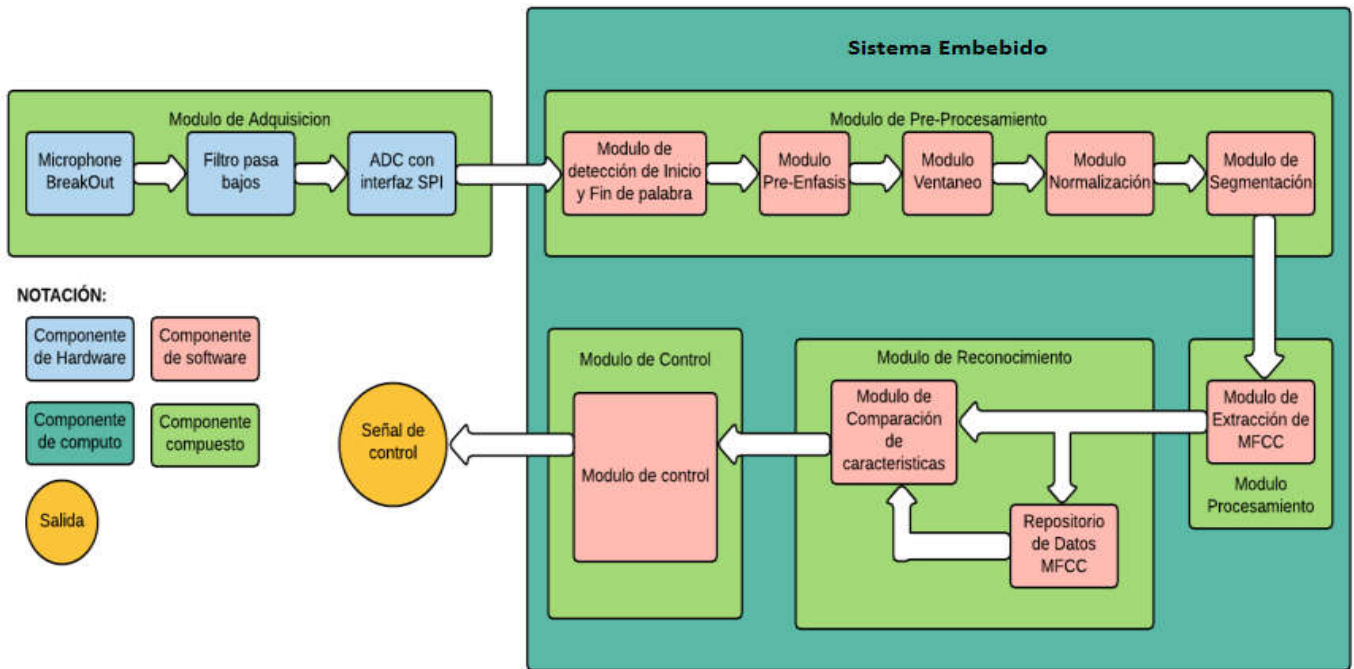 Sistema Embebido
Modulo de Adquisicion
Microphone
BreakOut
Filtro pasa
bajos
ADC con
interfaz SPI
Modulo de Pre-Procesamiento
Modulo de
detección de Inicio
y Fin de palabra
Modulo
Pre-Enfasis
Modulo
Ventaneo
Modulo
Normalización
Modulo de
Segmentación
NOTACIÓN:
Componente
de Hardware
Componente
de software
Componente
de computo
Componente
compuesto
Salida
Señal de
control
Modulo de Control
Modulo de control
Modulo de Reconocimiento
Modulo de
Comparación
de
caracteristicas
Repositorio
de Datos
MFCC
Modulo de
Extracción de
MFCC
Modulo
Procesamiento